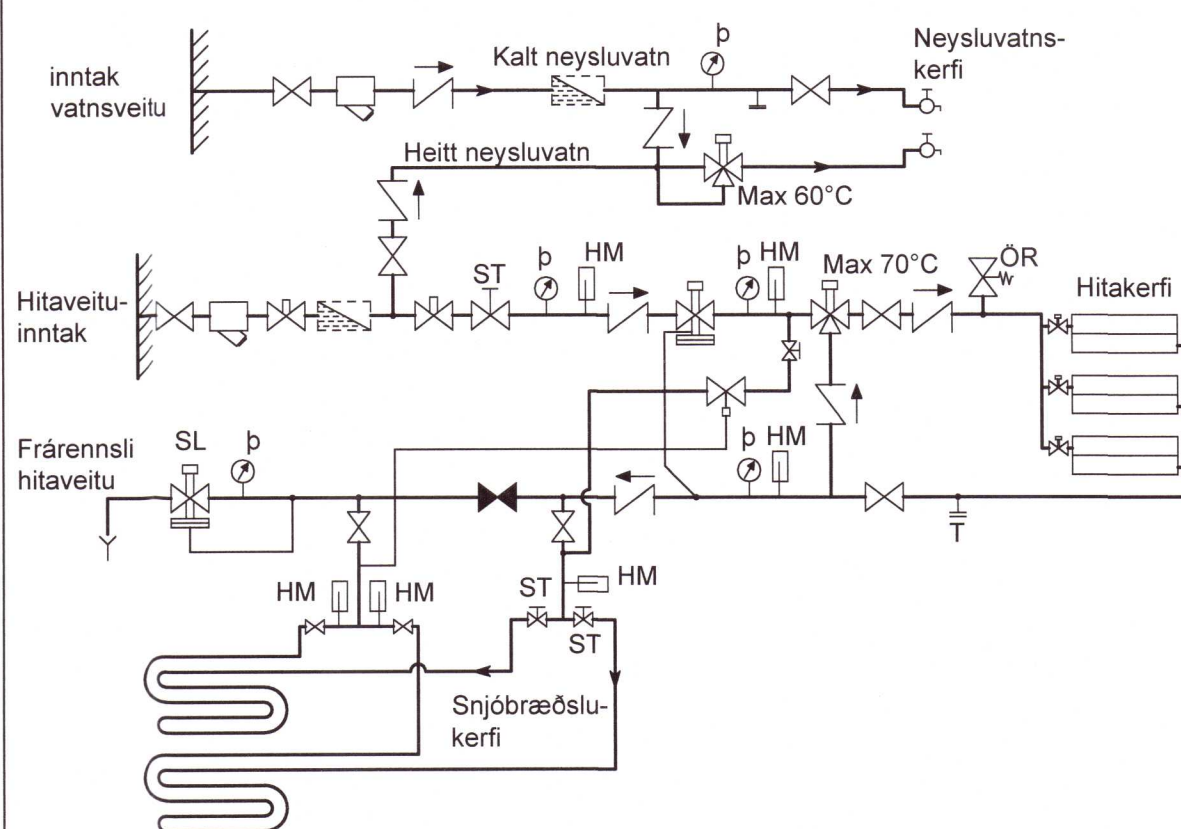 inntak
vatnsveitu
Kalt neysluvatn
þ
Neysluvatns-
kerfi
Heitt neysluvatn
Max 60°C
Hitaveitu-
inntak
ST
þ
HM
þ
HM
Max 70°C
ÖR
Hitakerfi
Frárennsli
hitaveitu
SL
þ
þ
HM
T
HM
HM
ST
HM
ST
Snjóbræðslu-
kerfi